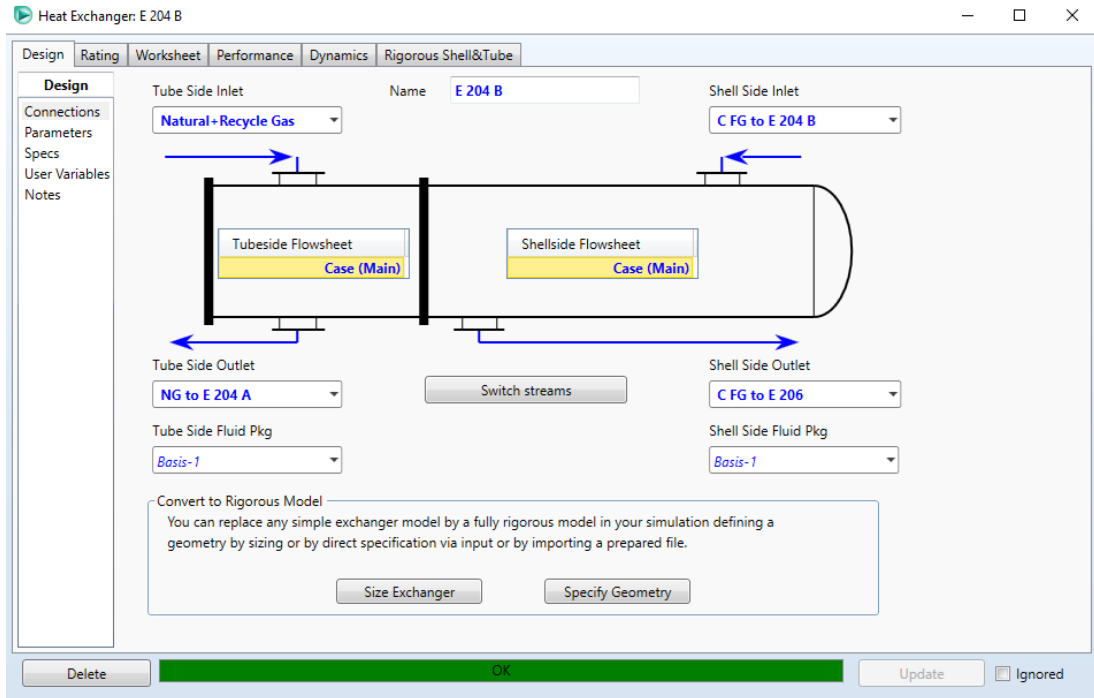 Heat Exchanger: E 204 B
Design Rating Worksheet Performance Dynamics Rigorous Shell&Tube
Design
Connections
Parameters
Specs
User Variables
Notes
Tube Side Inlet
Name E 204 B
Shell Side Inlet
Natural+Recycle Gas
C FG to E 204 B
Tubeside Flowsheet
Case (Main)
Shellside Flowsheet
Case (Main)
Tube Side Outlet
NG to E 204 A
Switch streams
Shell Side Outlet
C FG to E 206
Tube Side Fluid Pkg
Basis-1
Shell Side Fluid Pkg
Basis-1
Convert to Rigorous Model
You can replace any simple exchanger model by a fully rigorous model in your simulation defining a
geometry by sizing or by direct specification via input or by importing a prepared file.
Size Exchanger
Specify Geometry
Delete
OK
Update
Ignored